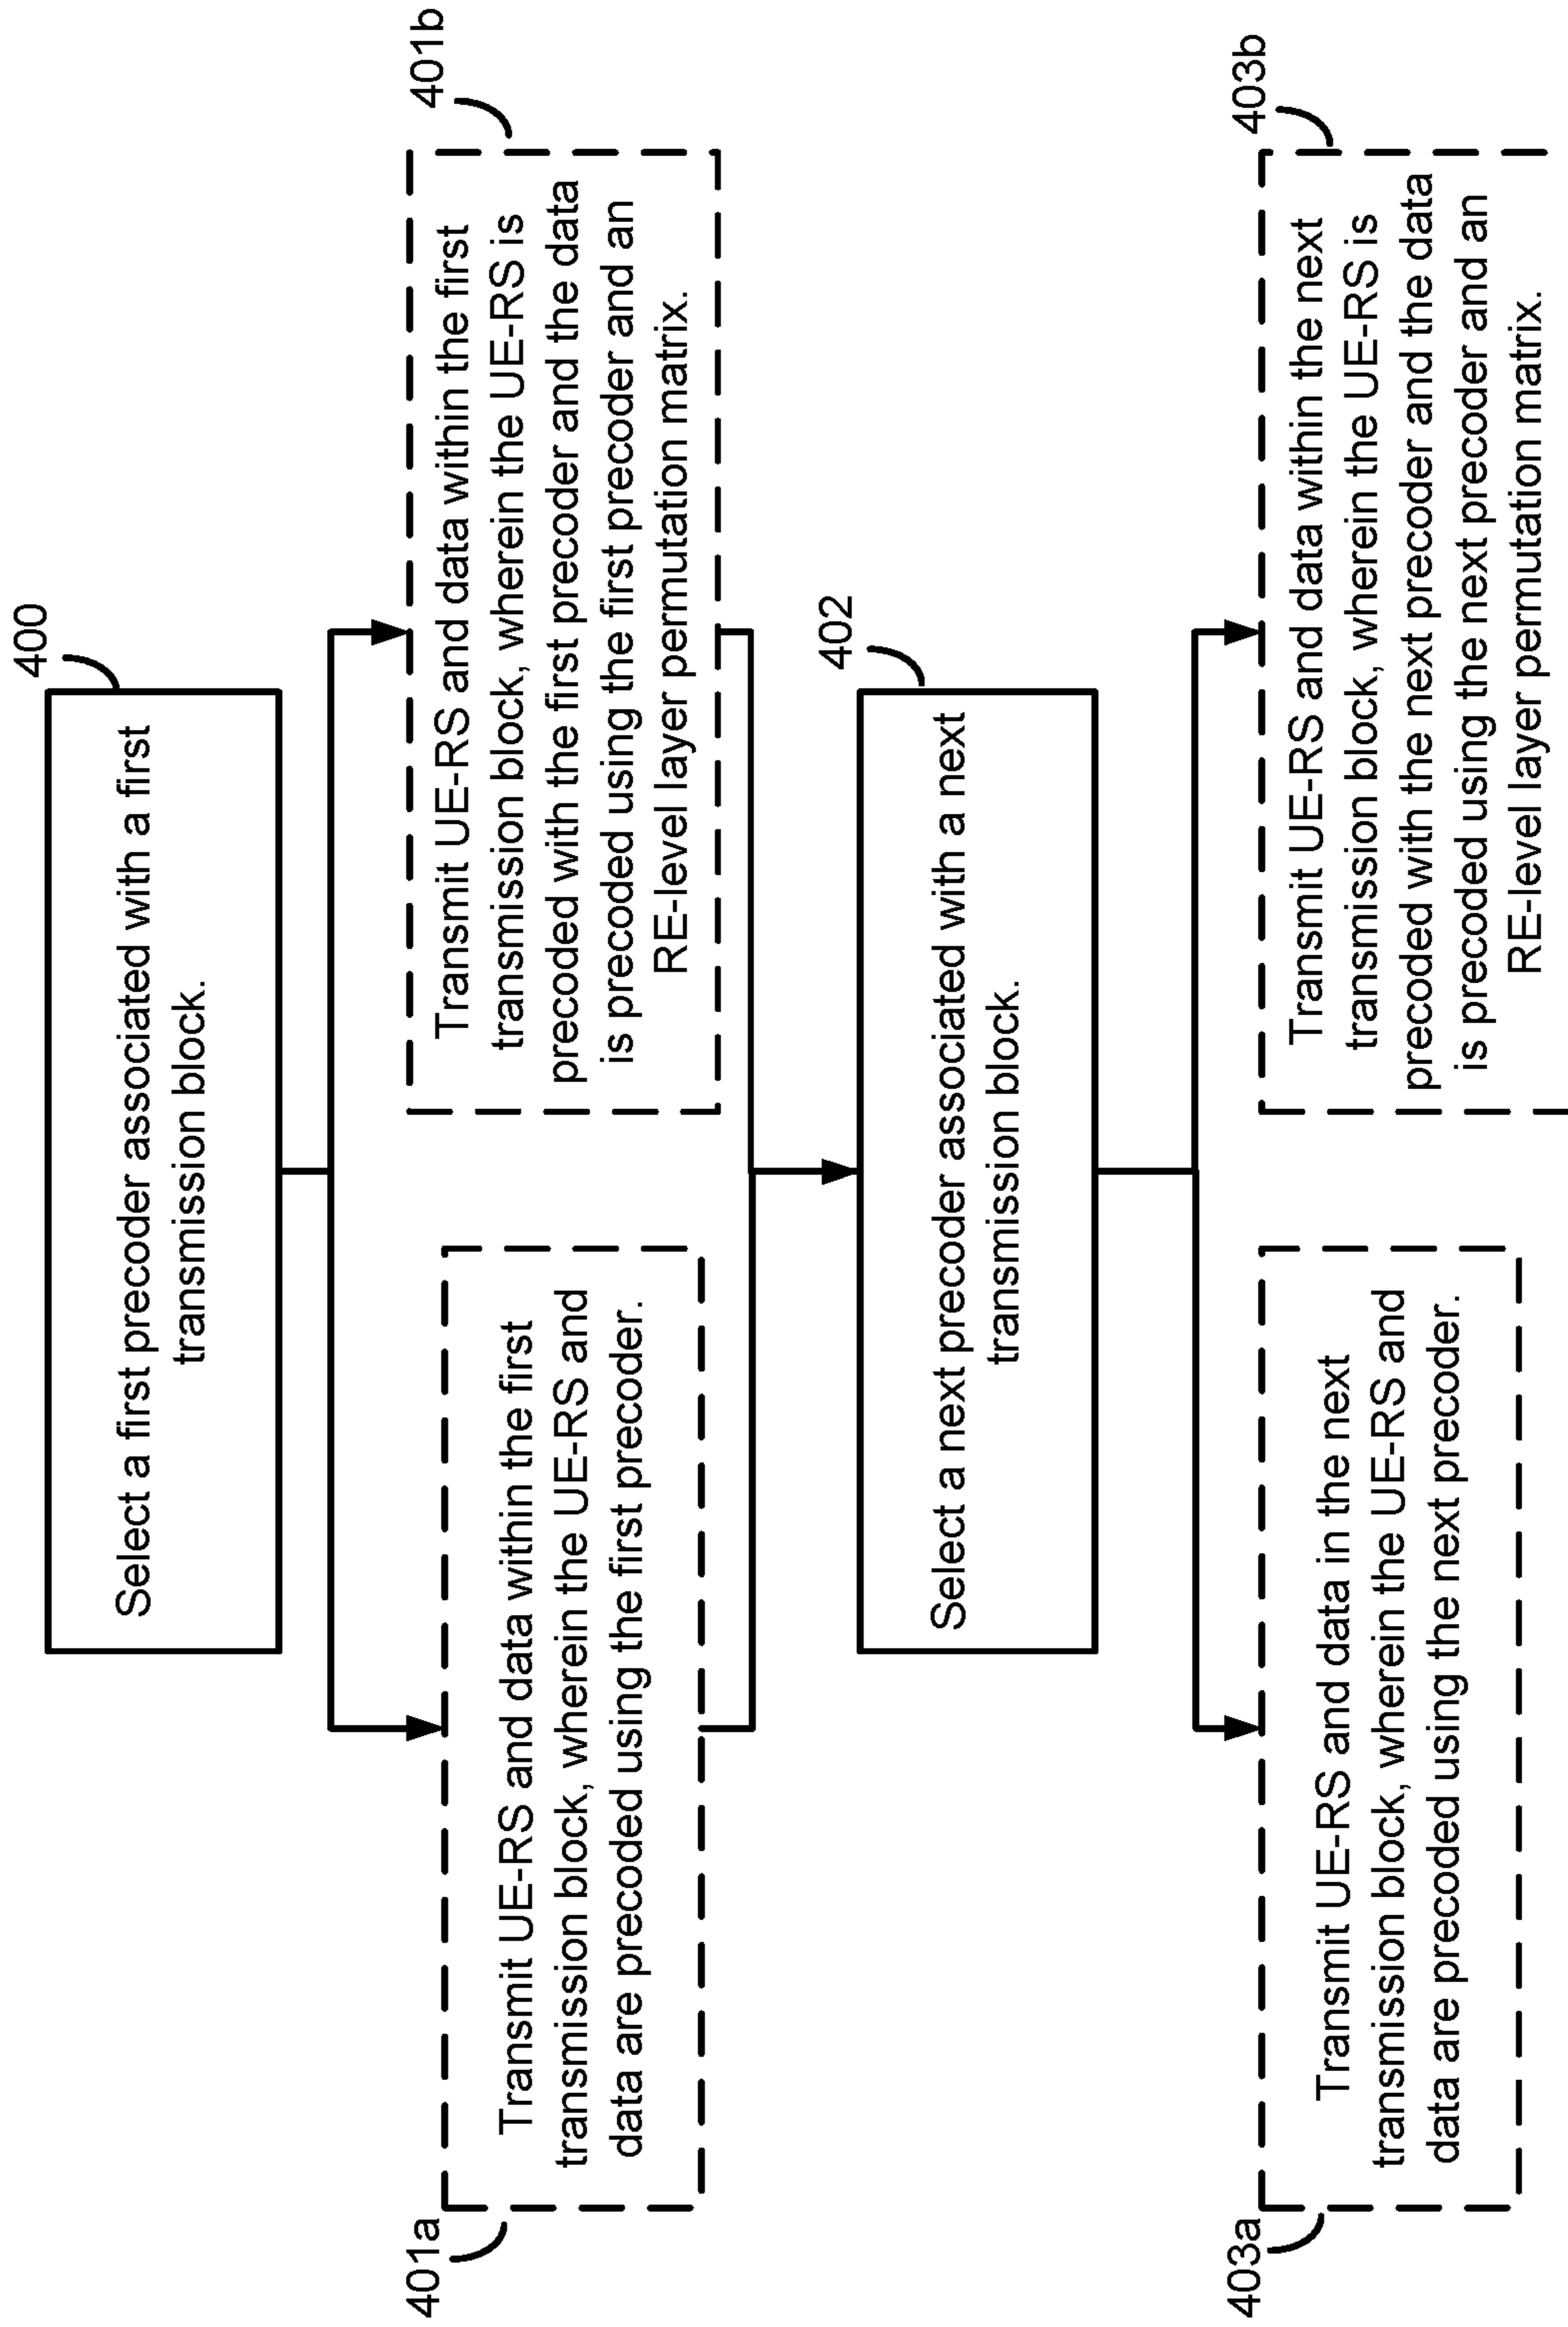 400
Select a first precoder associated with a first
transmission block.
401a
Transmit UE-RS and data within the first
transmission block, wherein the UE-RS and
data are precoded using the first precoder.
401b
Transmit UE-RS and data within the first
transmission block, wherein the UE-RS is
precoded with the first precoder and the data
is precoded using the first precoder and an
RE-level layer permutation matrix.
402
Select a next precoder associated with a next
transmission block.
403a
Transmit UE-RS and data in the next
transmission block, wherein the UE-RS and
data are precoded using the next precoder.
403b
Transmit UE-RS and data within the next
transmission block, wherein the UE-RS is
precoded with the next precoder and the data
is precoded using the next precoder and an
RE-level layer permutation matrix.